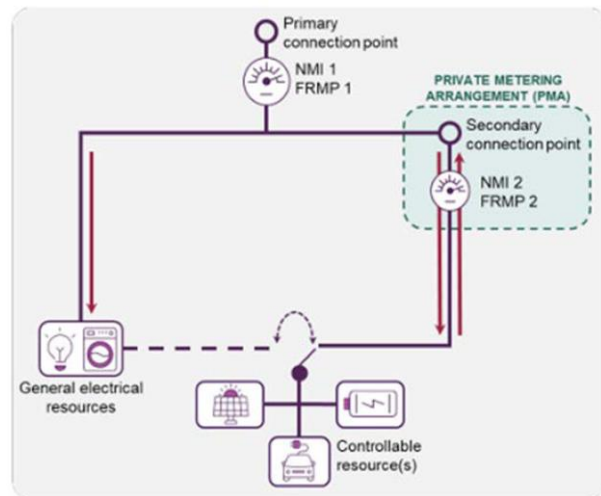 Primary
connection point
NMI 1
FRMP 1
PRIVATE METERING
ARRANGEMENT (PMA)
Secondary
connection point
NMI 2
FRMP 2
General electrical
resources
Controllable
resource(s)